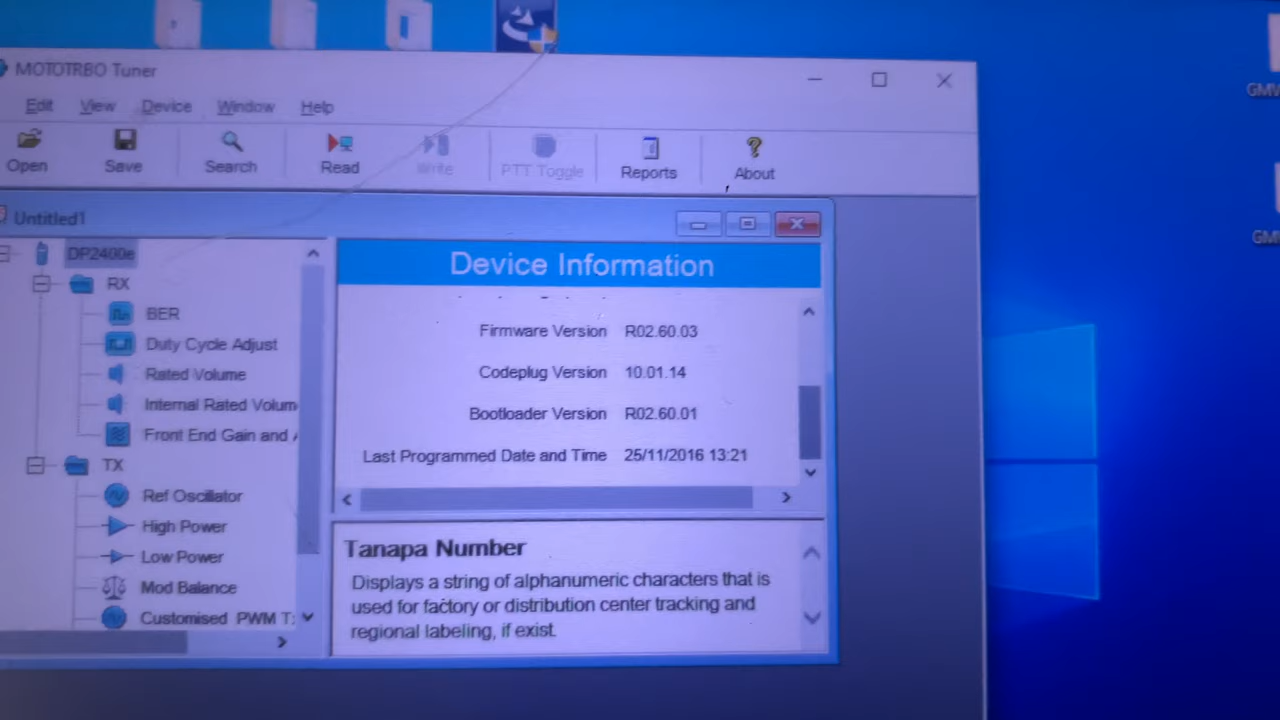 MOTOTRBO Tuner
Edit View Device Window Help
Open Save Search Read Write PTT Toggle Reports About
Untitled1
DP2400e
RX
BER
Duty Cycle Adjust
Rated Volume
Internal Rated Volum
Front End Gain and
TX
Ref Oscillator
High Power
Low Power
Mod Balance
Customised PWM
Device Information
Firmware Version R02.60.03
Codeplug Version 10.01.14
Bootloader Version R02.60.01
Last Programmed Date and Time 25/11/2016 13:21
Tanapa Number
Displays a string of alphanumeric characters that is
used for factory or distribution center tracking and
regional labeling, if exist.